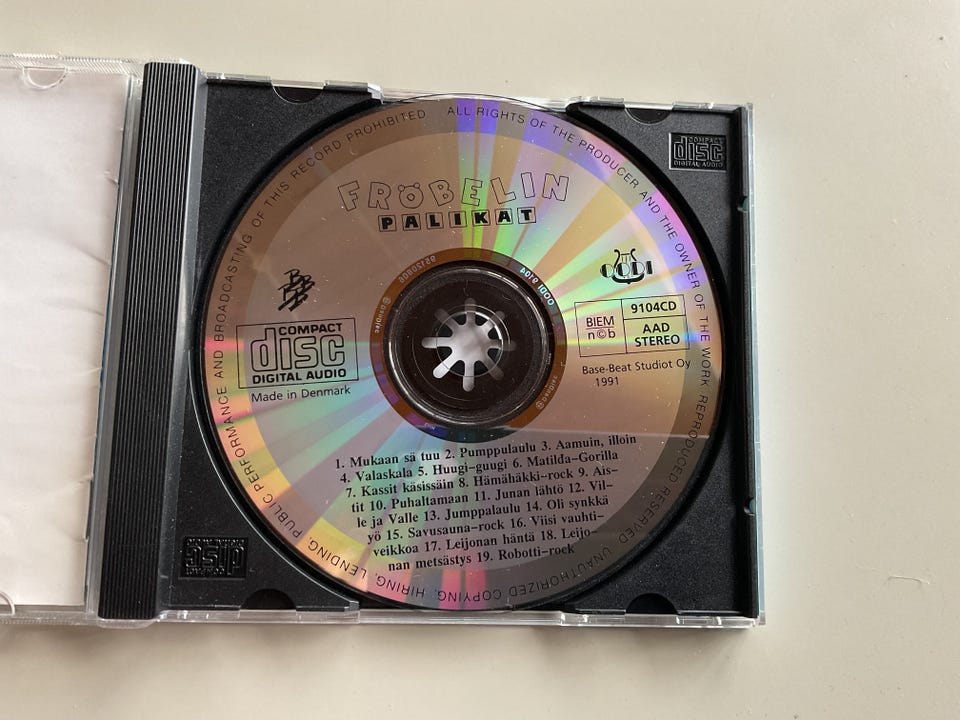 ALL RIGHTS OF THE PRODUCER AND THE OWNER OF THE WORK REPRODUCED RESERVED. UNAUTHORIZED COPYING, HIRING, LENDING, PUBLIC PERFORMANCE AND BROADCASTING OF THIS RECORD PROHIBITED
FRÖBELIN
PALIKAT
COMPACT
disc
DIGITAL AUDIO
OODI
BIEM
n©b
9104CD
AAD
STEREO
Base-Beat Studiot Oy
1991
COMPACT
disc
DIGITAL AUDIO
Made in Denmark
OODI 9104
95120806
1. Mukaan sä tuu 2. Pumppulaulu 3. Aamuin, illoin
4. Valaskala 5. Huugi-guugi 6. Matilda-Gorilla
7. Kassit käsissäin 8. Hämähäkki-rock 9. Ais-
tit 10. Puhaltamaan 11. Junan lähtö 12. Vil-
le ja Valle 13. Jumppalaulu 14. Oli synkkä
yö 15. Savusauna-rock 16. Viisi vauhti-
veikkoa 17. Leijonan häntä 18. Leijo-
nan metsästys 19. Robotti-rock
disc